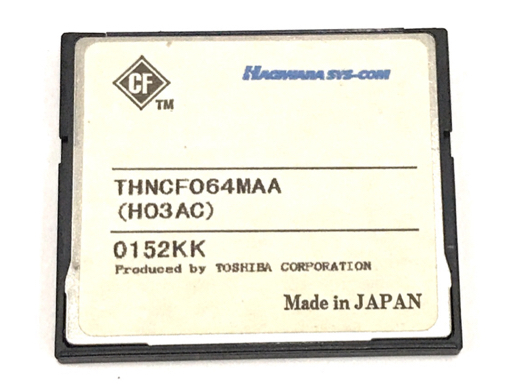 CF
TM
HAGIWARA SYS-COM
THNCF064MAA
(H03AC)
0152KK
Produced by TOSHIBA CORPORATION
Made in JAPAN